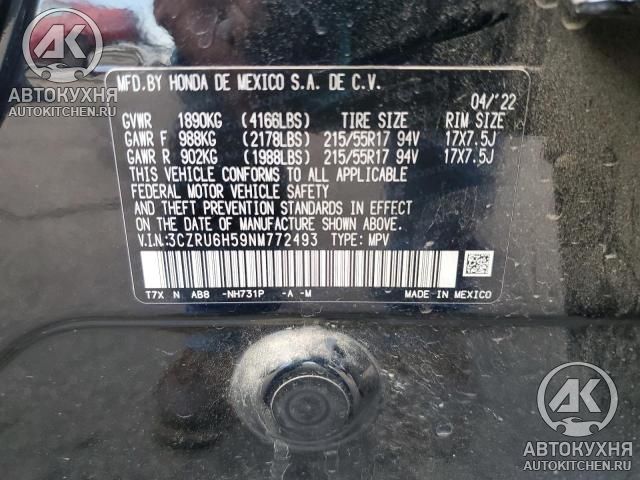 AK
АВТОКУХНЯ
AUTOKITCHEN.RU
MFD.BY HONDA DE MEXICO S.A. DE C.V.
04/'22
GVWR 1890KG (4166LBS) TIRE SIZE RIM SIZE
GAWR F 988KG (2178LBS) 215/55R17 94V 17X7.5J
GAWR R 902KG (1988LBS) 215/55R17 94V 17X7.5J
THIS VEHICLE CONFORMS TO ALL APPLICABLE
FEDERAL MOTOR VEHICLE SAFETY
AND THEFT PREVENTION STANDARDS IN EFFECT
ON THE DATE OF MANUFACTURE SHOWN ABOVE.
V.I.N:3CZRU6H59NM772493 TYPE: MPV
T7X N AB8 -NH731P -A -M MADE IN MEXICO
AK
АВТОКУХНЯ
AUTOKITCHEN.RU